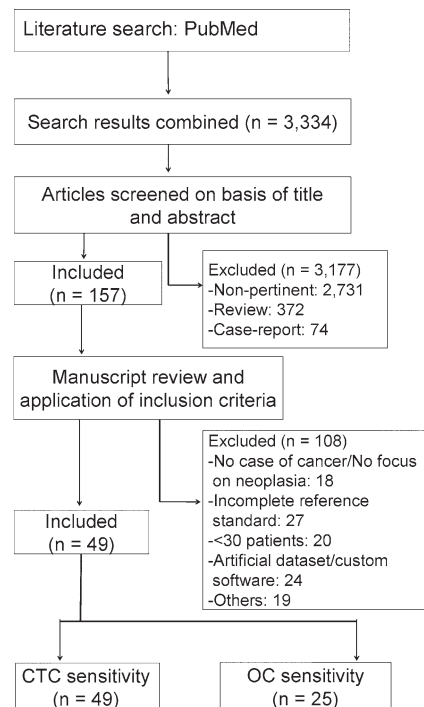 Literature search: PubMed
Search results combined (n = 3,334)
Articles screened on basis of title
and abstract
Included
(n = 157)
Excluded (n = 3,177)
-Non-pertinent: 2,731
-Review: 372
-Case-report: 74
Manuscript review and
application of inclusion criteria
Excluded (n = 108)
-No case of cancer/No focus
on neoplasia: 18
-Incomplete reference
standard: 27
-<30 patients: 20
-Artificial dataset/custom
software: 24
-Others: 19
Included
(n = 49)
CTC sensitivity
(n = 49)
OC sensitivity
(n = 25)